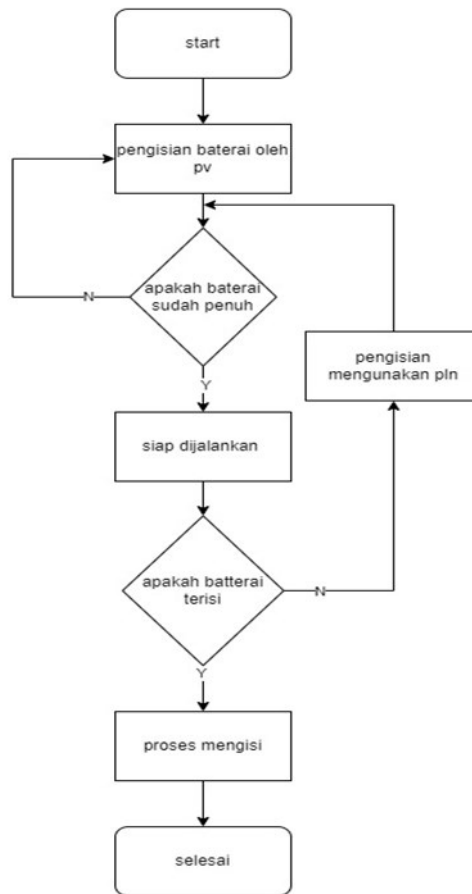 start
pengisian baterai oleh
pv
apakah baterai
sudah penuh
N
Y
pengisian
mengunakan pln
siap dijalankan
apakah batterai
terisi
N
Y
proses mengisi
selesai